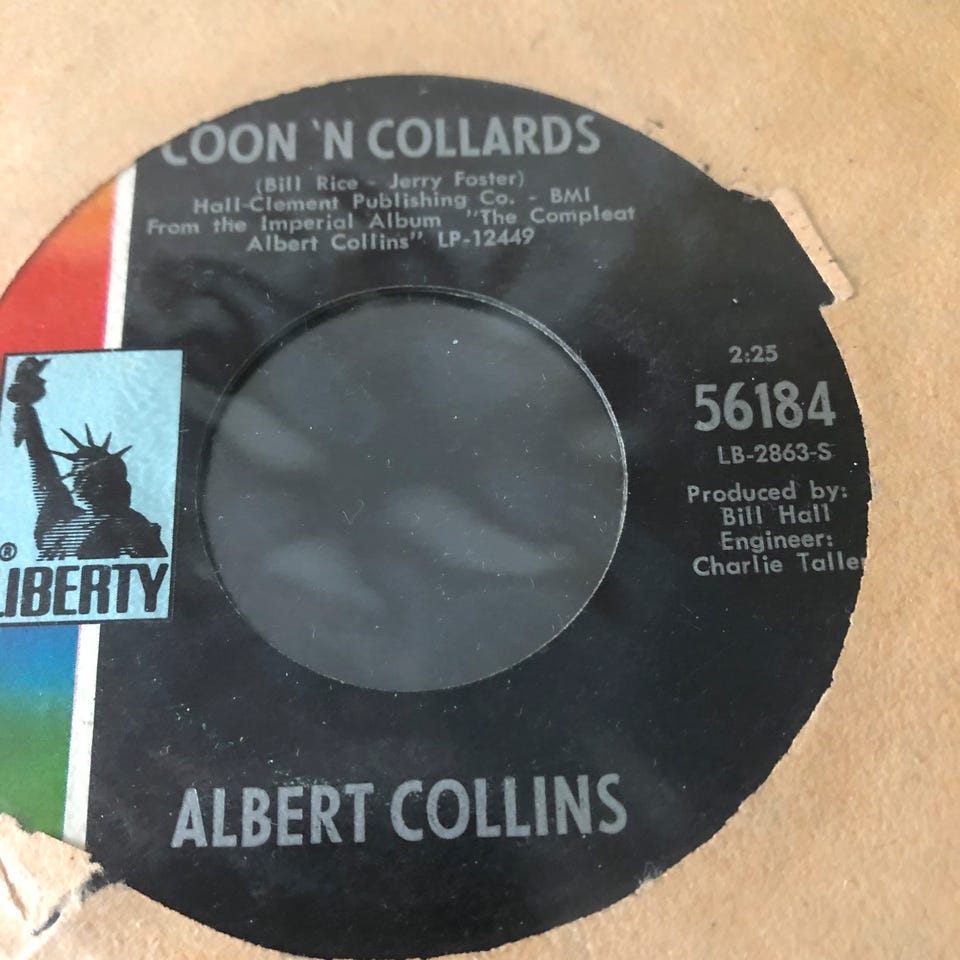 COON 'N COLLARDS
(Bill Rice - Jerry Foster)
Hall-Clement Publishing Co. - BMI
From the Imperial Album "The Compleat
Albert Collins" LP-12449
2:25
56184
LB-2863-S
Produced by:
Bill Hall
Engineer:
Charlie Talle
®
LIBERTY
ALBERT COLLINS